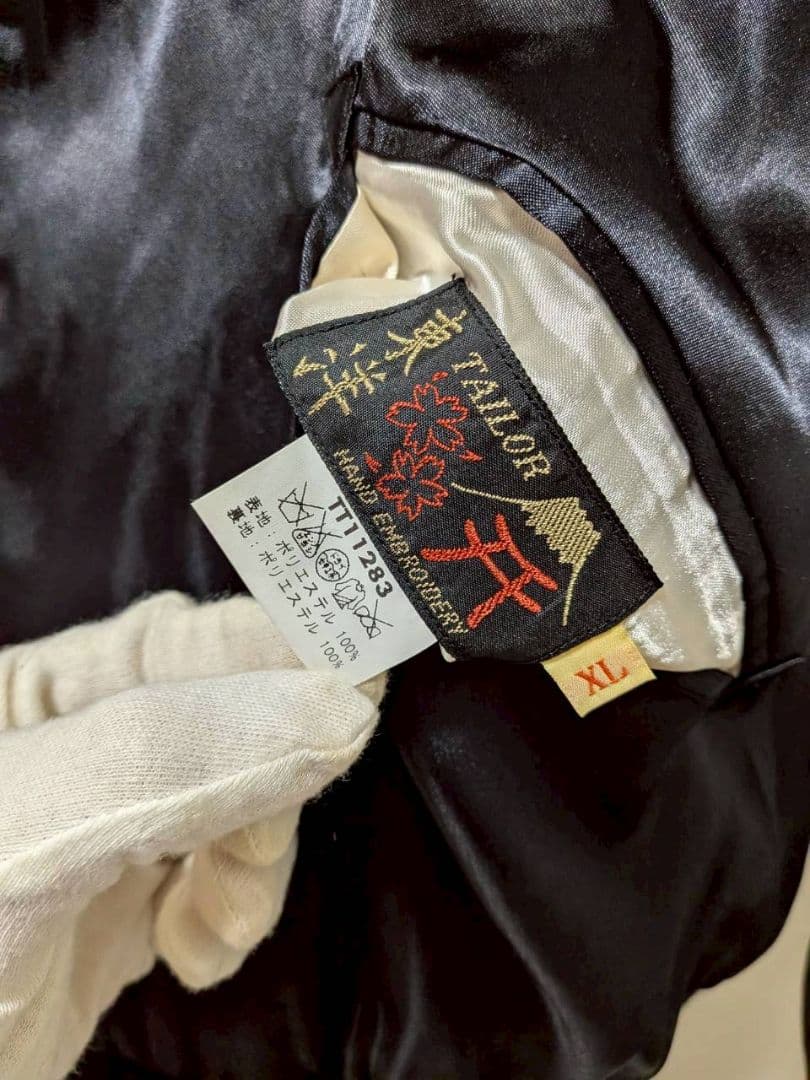 東洋
TAILOR
HAND EMBROIDERY
XL
TT11283
表地：ポリエステル 100%
裏地：ポリエステル 100%